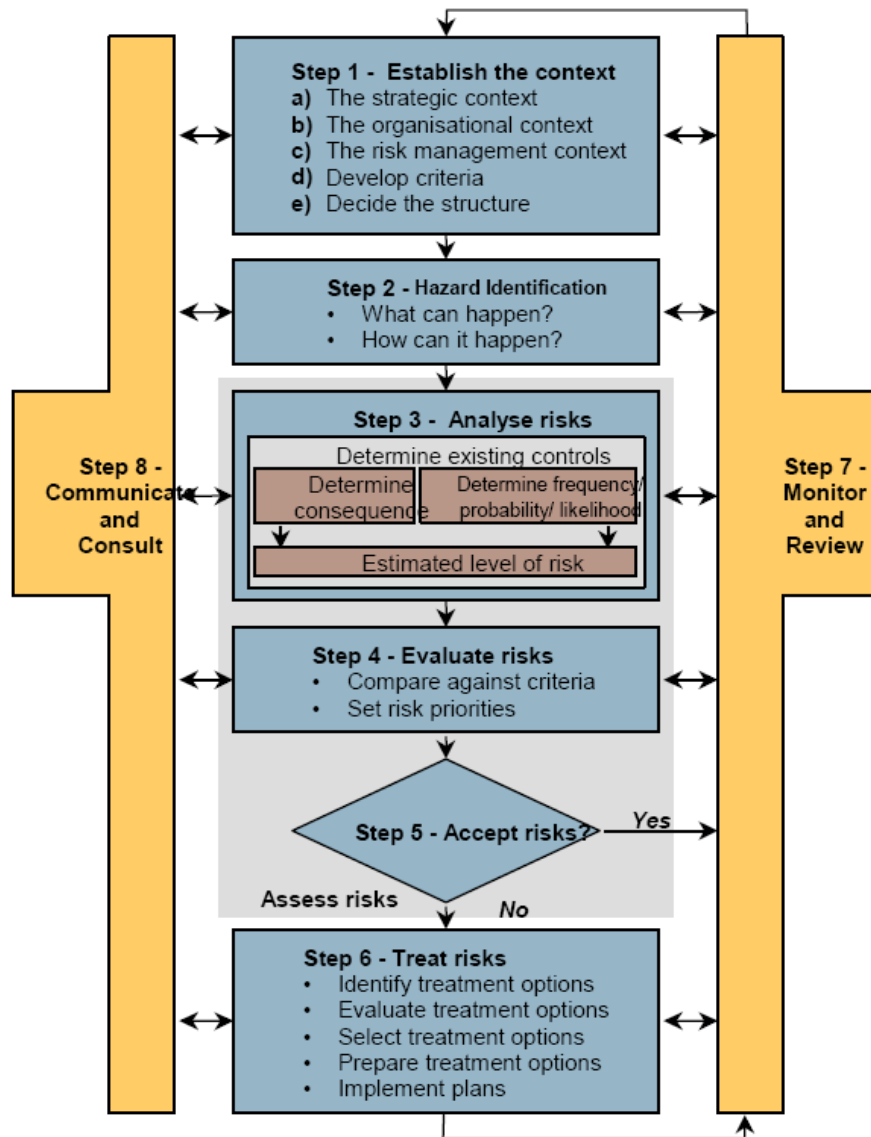 Step 1 - Establish the context
a) The strategic context
b) The organisational context
c) The risk management context
d) Develop criteria
e) Decide the structure
Step 2 - Hazard Identification
• What can happen?
• How can it happen?
Step 3 - Analyse risks
Determine existing controls
Determine
consequence
Determine frequency/
probability/ likelihood
Estimated level of risk
Step 8 -
Communicate
and
Consult
Step 7 -
Monitor
and
Review
Step 4 - Evaluate risks
• Compare against criteria
• Set risk priorities
Step 5 - Accept risks?
Yes
Assess risks
No
Step 6 - Treat risks
• Identify treatment options
• Evaluate treatment options
• Select treatment options
• Prepare treatment options
• Implement plans